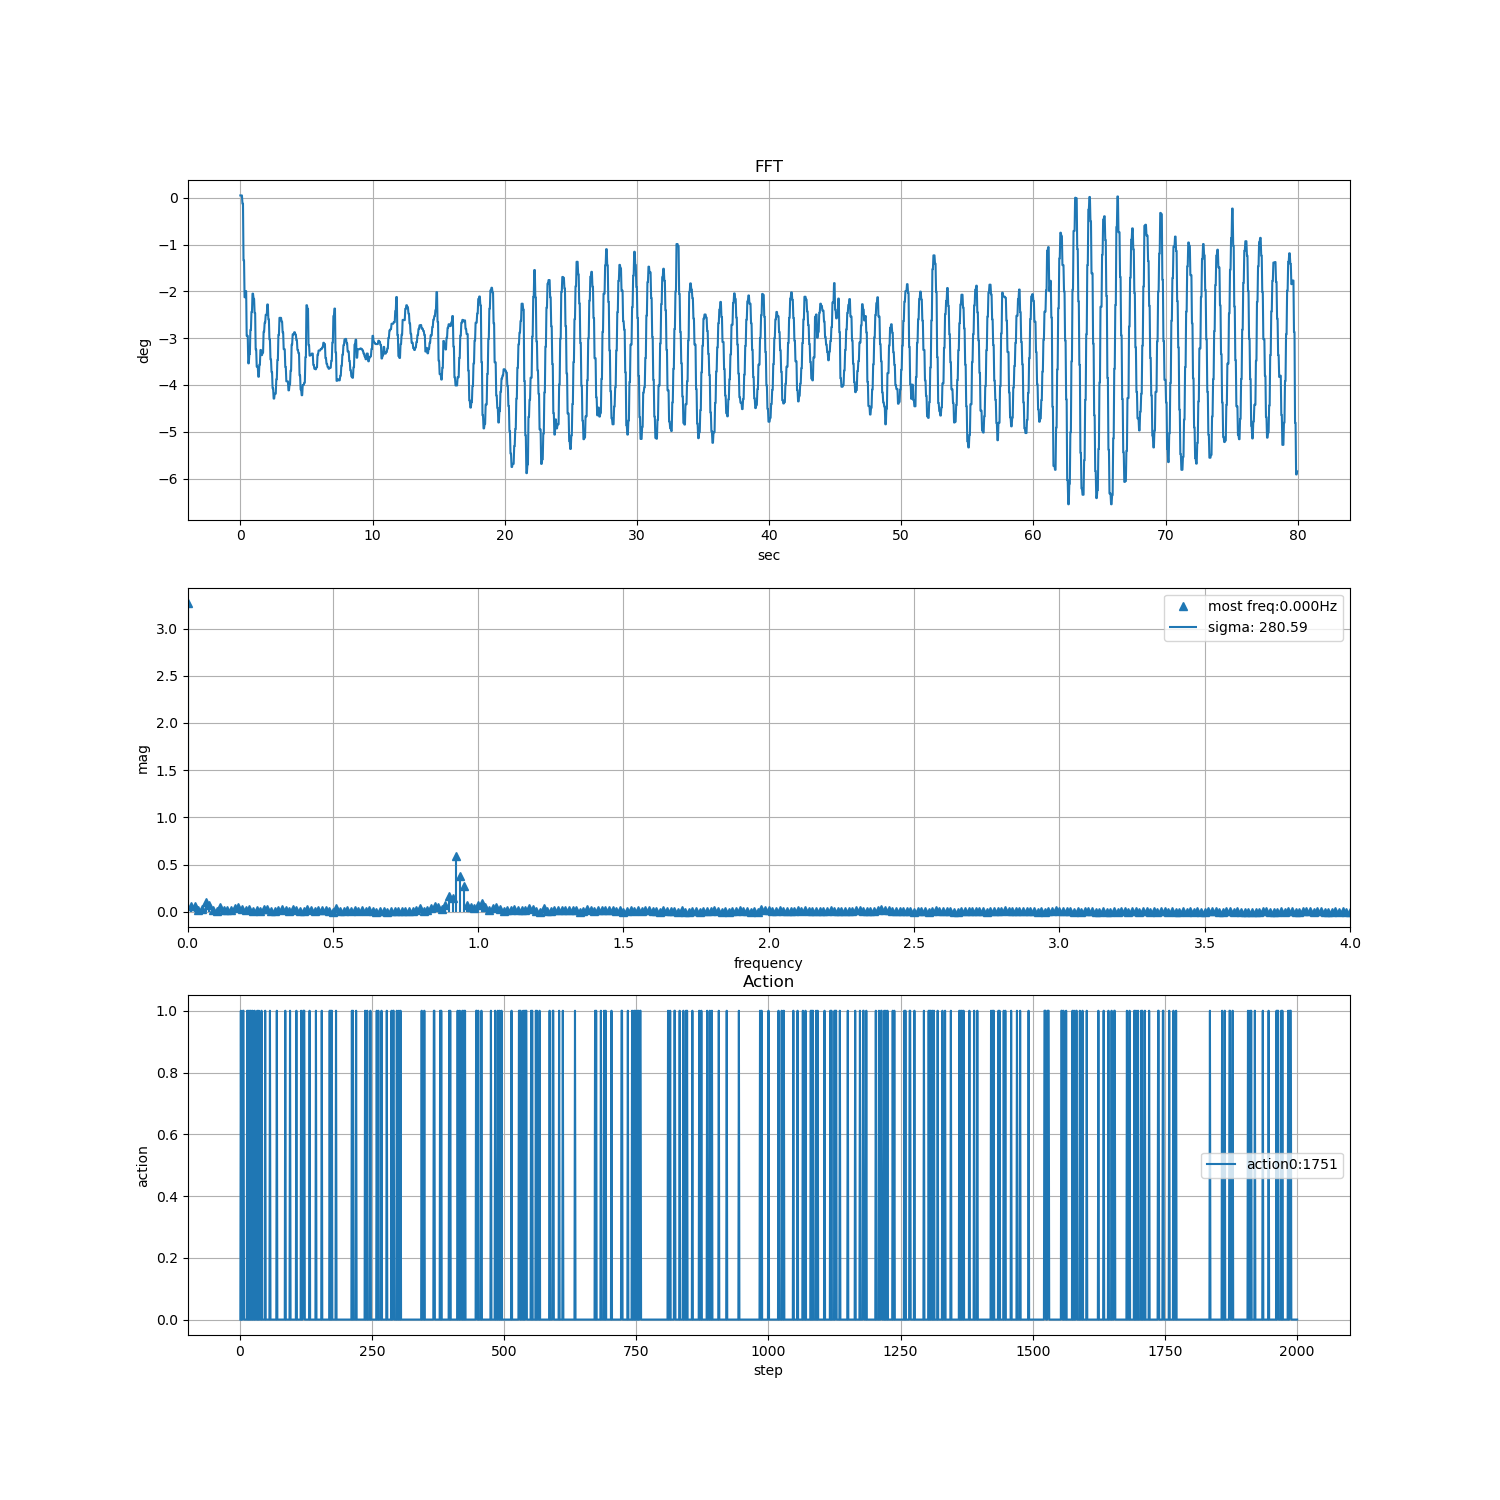 FFT
0
−1
−2
−3
−4
−5
−6
deg
0 10 20 30 40 50 60 70 80
sec
most freq:0.000Hz
sigma: 280.59
3.0
2.5
2.0
1.5
1.0
0.5
0.0
mag
0.0 0.5 1.0 1.5 2.0 2.5 3.0 3.5 4.0
frequency
Action
1.0
0.8
0.6
0.4
0.2
0.0
action
action0:1751
0 250 500 750 1000 1250 1500 1750 2000
step